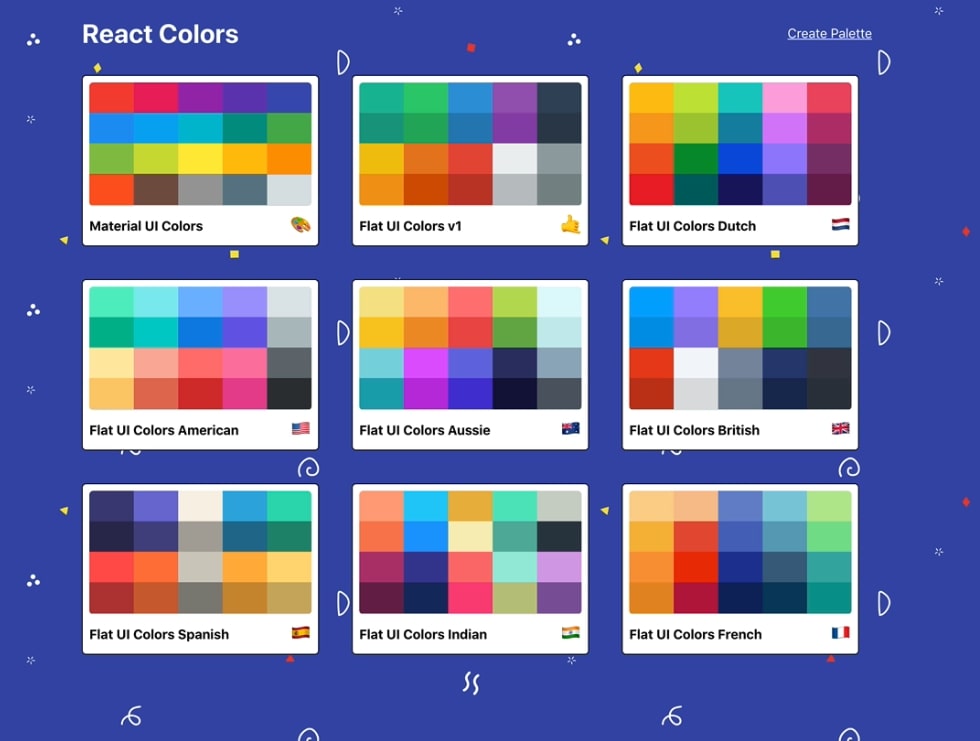 React Colors
Create Palette
Material UI Colors
Flat UI Colors v1
Flat UI Colors Dutch
Flat UI Colors American
Flat UI Colors Aussie
Flat UI Colors British
Flat UI Colors Spanish
Flat UI Colors Indian
Flat UI Colors French